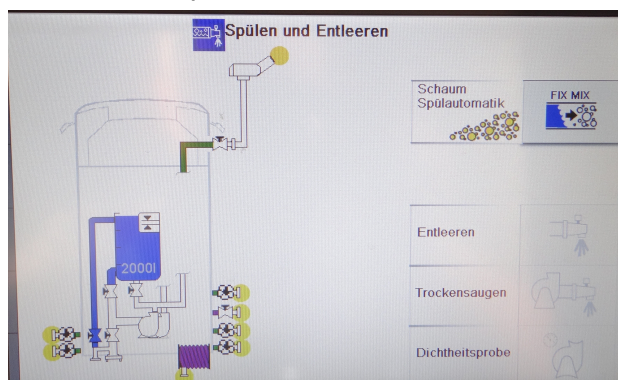 Spülen und Entleeren
Schaum
Spülautomatik
FIX MIX
2000l
Entleeren
Trockensaugen
Dichtheitsprobe